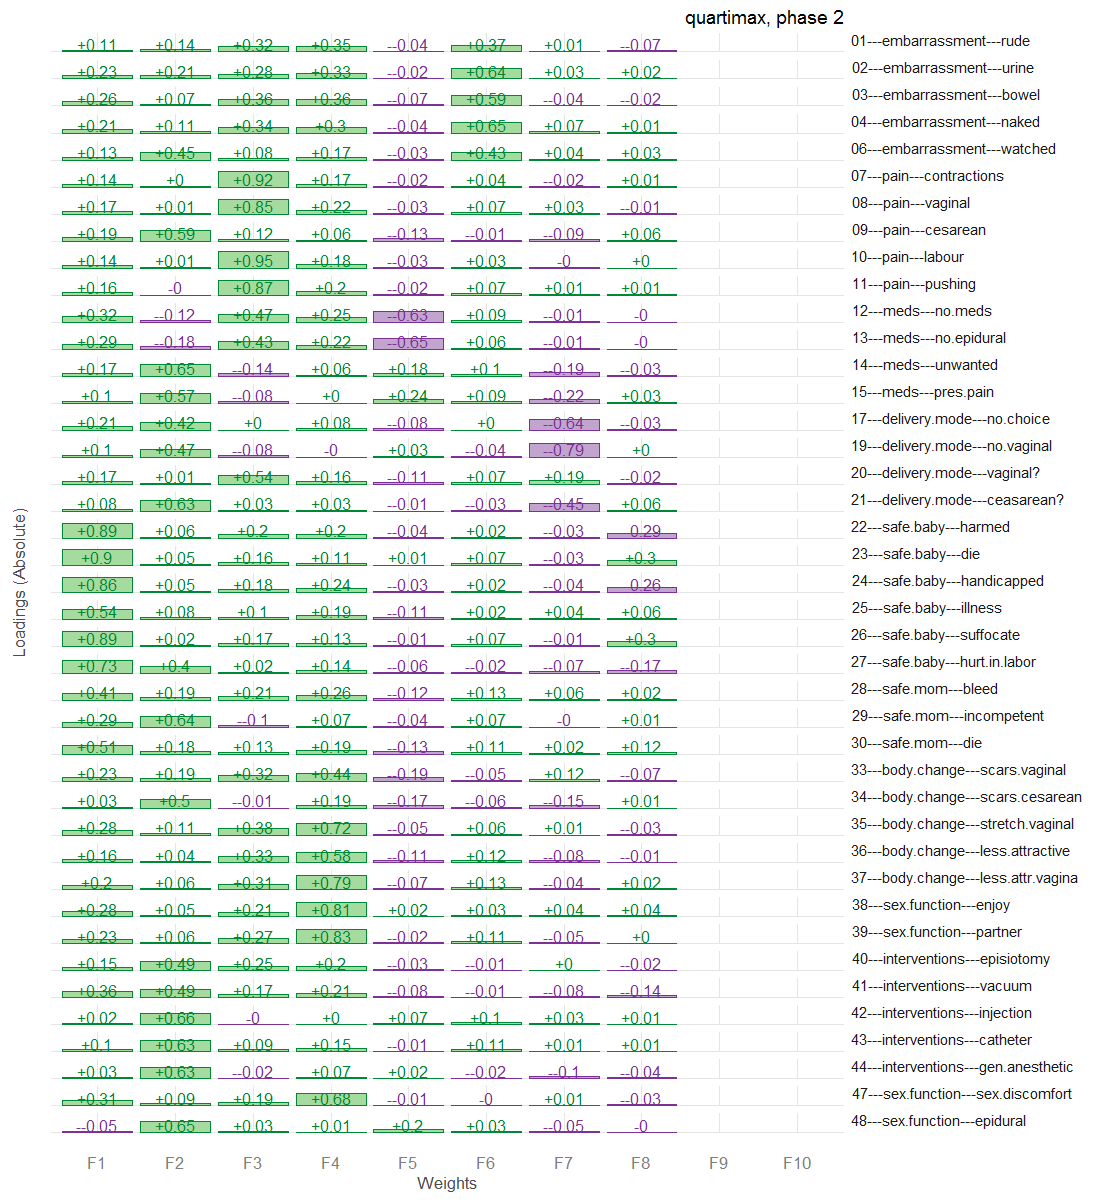 quartimax, phase 2
+0.11 +0.14 +0.32 +0.35 --0.04 +0.37 +0.01 --0.07 01---embarrassment---rude
+0.23 +0.21 +0.28 +0.33 --0.02 +0.64 +0.03 +0.02 02---embarrassment---urine
+0.26 +0.07 +0.36 +0.36 --0.07 +0.59 --0.04 --0.02 03---embarrassment---bowel
+0.21 +0.11 +0.34 +0.3 --0.04 +0.65 +0.07 +0.01 04---embarrassment---naked
+0.13 +0.45 +0.08 +0.17 --0.03 +0.43 +0.04 +0.03 06---embarrassment---watched
+0.14 +0 +0.92 +0.17 --0.02 +0.04 --0.02 +0.01 07---pain---contractions
+0.17 +0.01 +0.85 +0.22 --0.03 +0.07 +0.03 --0.01 08---pain---vaginal
+0.19 +0.59 +0.12 +0.06 --0.13 --0.01 --0.09 +0.06 09---pain---cesarean
+0.14 +0.01 +0.95 +0.18 --0.03 +0.03 -0 +0 10---pain---labour
+0.16 -0 +0.87 +0.2 --0.02 +0.07 +0.01 +0.01 11---pain---pushing
+0.32 --0.12 +0.47 +0.25 --0.63 +0.09 --0.01 -0 12---meds---no.meds
+0.29 --0.18 +0.43 +0.22 --0.65 +0.06 --0.01 -0 13---meds---no.epidural
+0.17 +0.65 --0.14 +0.06 +0.18 +0.1 --0.19 --0.03 14---meds---unwanted
+0.1 +0.57 --0.08 +0 +0.24 +0.09 --0.22 +0.03 15---meds---pres.pain
+0.21 +0.42 +0 +0.08 --0.08 +0 --0.64 --0.03 17---delivery.mode---no.choice
+0.1 +0.47 --0.08 -0 +0.03 --0.04 --0.79 +0 19---delivery.mode---no.vaginal
+0.17 +0.01 +0.54 +0.16 --0.11 +0.07 +0.19 --0.02 20---delivery.mode---vaginal?
+0.08 +0.63 +0.03 +0.03 --0.01 --0.03 --0.45 +0.06 21---delivery.mode---ceasarean?
+0.89 +0.06 +0.2 +0.2 --0.04 +0.02 --0.03 --0.29 22---safe.baby---harmed
+0.9 +0.05 +0.16 +0.11 +0.01 +0.07 --0.03 +0.3 23---safe.baby---die
+0.86 +0.05 +0.18 +0.24 --0.03 +0.02 --0.04 --0.26 24---safe.baby---handicapped
+0.54 +0.08 +0.1 +0.19 --0.11 +0.02 +0.04 +0.06 25---safe.baby---illness
+0.89 +0.02 +0.17 +0.13 --0.01 +0.07 --0.01 +0.3 26---safe.baby---suffocate
+0.73 +0.4 +0.02 +0.14 --0.06 --0.02 --0.07 --0.17 27---safe.baby---hurt.in.labor
+0.41 +0.19 +0.21 +0.26 --0.12 +0.13 +0.06 +0.02 28---safe.mom---bleed
+0.29 +0.64 --0.1 +0.07 --0.04 +0.07 -0 +0.01 29---safe.mom---incompetent
+0.51 +0.18 +0.13 +0.19 --0.13 +0.11 +0.02 +0.12 30---safe.mom---die
+0.23 +0.19 +0.32 +0.44 --0.19 --0.05 +0.12 --0.07 33---body.change---scars.vaginal
+0.03 +0.5 --0.01 +0.19 --0.17 --0.06 --0.15 +0.01 34---body.change---scars.cesarean
+0.28 +0.11 +0.38 +0.72 --0.05 +0.06 +0.01 --0.03 35---body.change---stretch.vaginal
+0.16 +0.04 +0.33 +0.58 --0.11 +0.12 --0.08 --0.01 36---body.change---less.attractive
+0.2 +0.06 +0.31 +0.79 --0.07 +0.13 --0.04 +0.02 37---body.change---less.attr.vagina
+0.28 +0.05 +0.21 +0.81 +0.02 +0.03 +0.04 +0.04 38---sex.function---enjoy
+0.23 +0.06 +0.27 +0.83 --0.02 +0.11 --0.05 +0 39---sex.function---partner
+0.15 +0.49 +0.25 +0.2 --0.03 --0.01 +0 --0.02 40---interventions---episiotomy
+0.36 +0.49 +0.17 +0.21 --0.08 --0.01 --0.08 --0.14 41---interventions---vacuum
+0.02 +0.66 -0 +0 +0.07 +0.1 +0.03 +0.01 42---interventions---injection
+0.1 +0.63 +0.09 +0.15 --0.01 +0.11 +0.01 +0.01 43---interventions---catheter
+0.03 +0.63 --0.02 +0.07 +0.02 --0.02 --0.1 --0.04 44---interventions---gen.anesthetic
+0.31 +0.09 +0.19 +0.68 --0.01 -0 +0.01 --0.03 47---sex.function---sex.discomfort
--0.05 +0.65 +0.03 +0.01 +0.2 +0.03 --0.05 -0 48---sex.function---epidural
F1 F2 F3 F4 F5 F6 F7 F8 F9 F10
Weights
Loadings (Absolute)